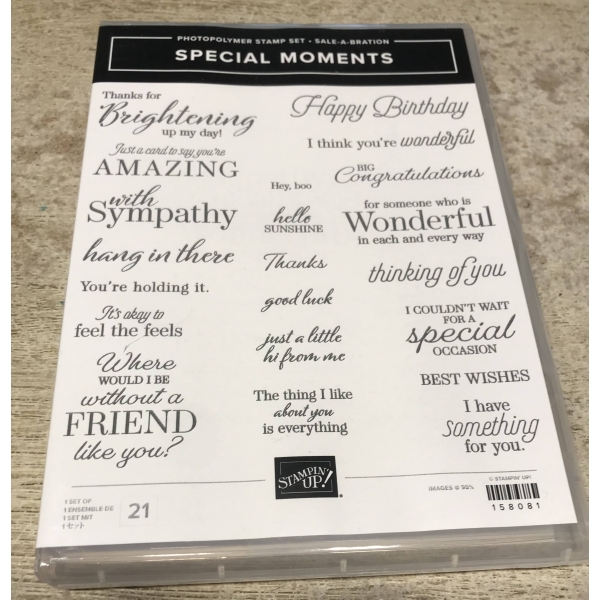 PHOTOPOLYMER STAMP SET • SALE-A-BRATION
SPECIAL MOMENTS
Thanks for
Brightening
up my day!
Just a card to say you're
AMAZING
with
Sympathy
hang in there
You're holding it.
It's okay to
feel the feels
Where
WOULD I BE
without a
FRIEND
like you?
Hey, boo
hello
SUNSHINE
Thanks
good luck
just a little
hi from me
The thing I like
about you
is everything
Happy Birthday
I think you're wonderful
BIG
Congratulations
for someone who is
Wonderful
in each and every way
thinking of you
I COULDN'T WAIT
FOR A
special
OCCASION
BEST WISHES
I have
something
for you.
STAMPIN' UP!
1 SET OF
1 ENSEMBLE DE
1 SET MIT
1セット
21
IMAGES @ 90%
© STAMPIN' UP!
158081